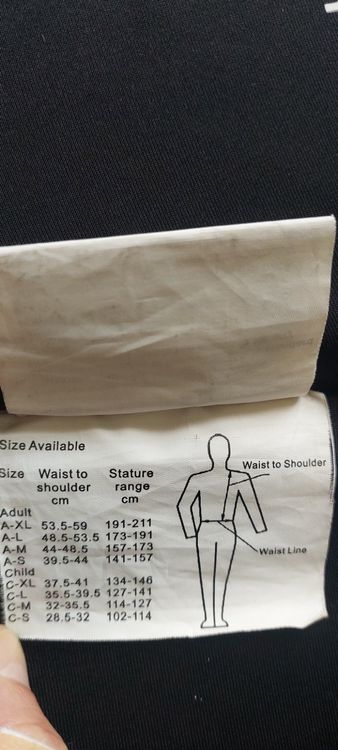 Size Available
Size Waist to shoulder cm Stature range cm
Adult
A-XL 53.5-59 191-211
A-L 48.5-53.5 173-191
A-M 44-48.5 157-173
A-S 39.5-44 141-157
Child
C-XL 37.5-41 134-146
C-L 35.5-39.5 127-141
C-M 32-35.5 114-127
C-S 28.5-32 102-114
Waist to Shoulder
Waist Line